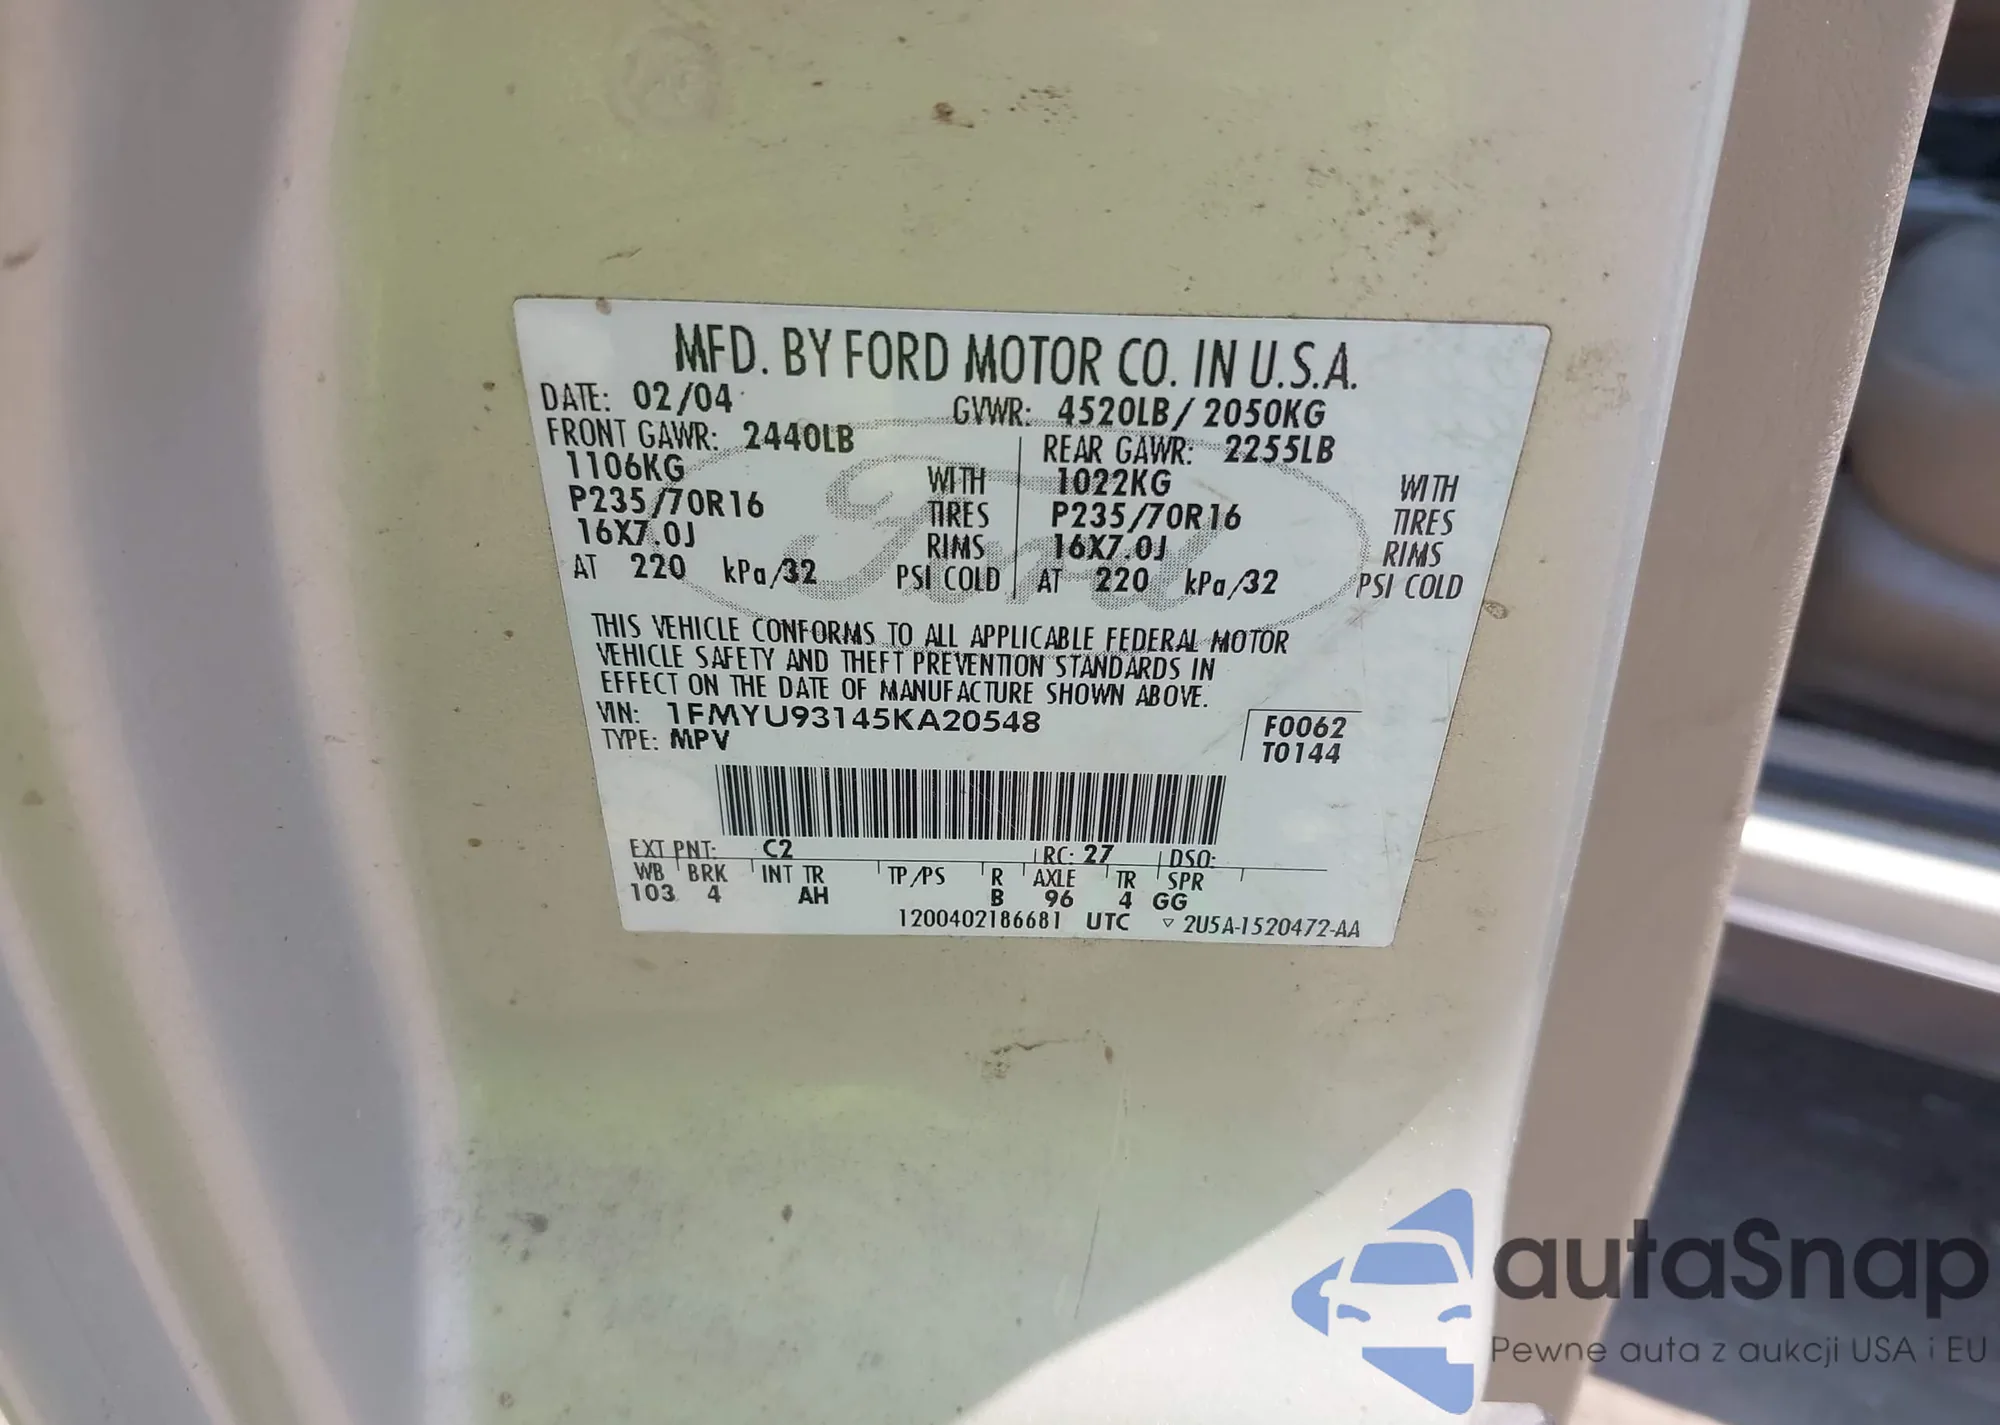 MFD. BY FORD MOTOR CO. IN U.S.A.
DATE: 02/04 GVWR: 4520LB / 2050KG
FRONT GAWR: 2440LB REAR GAWR: 2255LB
1106KG WITH 1022KG WITH
P235/70R16 TIRES P235/70R16 TIRES
16X7.0J RIMS 16X7.0J RIMS
AT 220 kPa/32 PSI COLD AT 220 kPa/32 PSI COLD
Ford
THIS VEHICLE CONFORMS TO ALL APPLICABLE FEDERAL MOTOR
VEHICLE SAFETY AND THEFT PREVENTION STANDARDS IN
EFFECT ON THE DATE OF MANUFACTURE SHOWN ABOVE.
VIN: 1FMYU93145KA20548 F0062
TYPE: MPV T0144
EXT PNT: C2 RC: 27 DSO:
WB BRK INT TR TP/PS R AXLE TR SPR
103 4 AH B 96 4 GG
1200402186681 UTC ▽ 2U5A-1520472-AA
autaSnap
Pewne auta z aukcji USA i EU